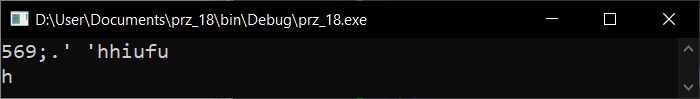 D:\User\Documents\prz_18\bin\Debug\prz_18.exe
569;.' 'hhiufu
h